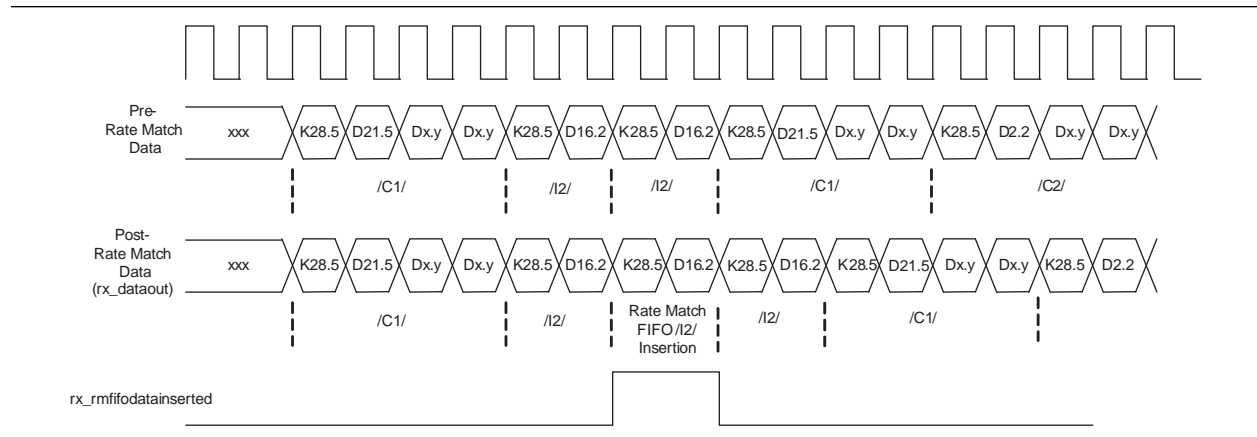 Pre-
Rate Match
Data
xxx K28.5 D21.5 Dx.y Dx.y K28.5 D16.2 K28.5 D16.2 K28.5 D21.5 Dx.y Dx.y K28.5 D2.2 Dx.y Dx.y
/C1/ /I2/ /I2/ /C1/ /C2/
Post-
Rate Match
Data
(rx_dataout)
xxx K28.5 D21.5 Dx.y Dx.y K28.5 D16.2 K28.5 D16.2 K28.5 D16.2 K28.5 D21.5 Dx.y Dx.y K28.5 D2.2
/C1/ /I2/
Rate Match
FIFO /I2/
Insertion
/I2/ /C1/
rx_rmfifodatainserted